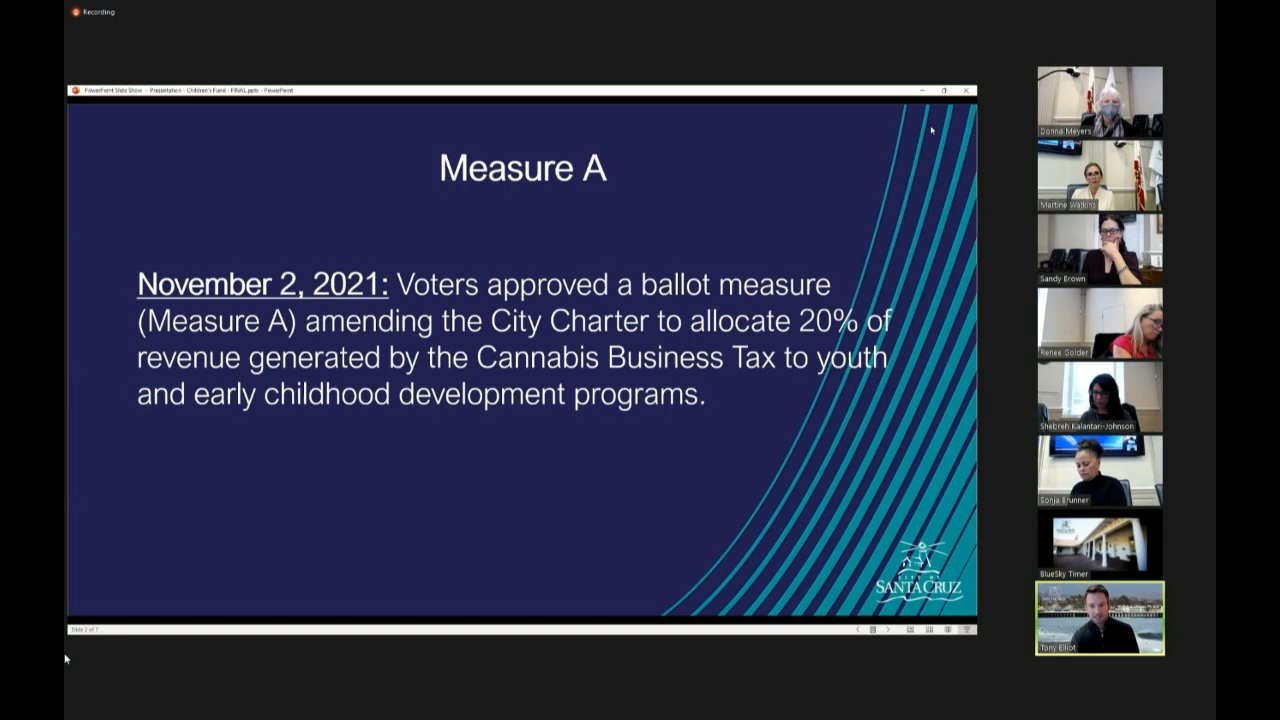 Recording
PowerPoint Slide Show - Presentation - Children's Fund - FINAL.pptx - PowerPoint
Measure A
November 2, 2021: Voters approved a ballot measure
(Measure A) amending the City Charter to allocate 20% of
revenue generated by the Cannabis Business Tax to youth
and early childhood development programs.
CITY OF
SANTA CRUZ
Slide 2 of 7
Donna Meyers
Martine Watkins
Sandy Brown
Renee Golder
Shebreh Kalantari-Johnson
Sonja Brunner
BlueSky Timer
Tony Elliot